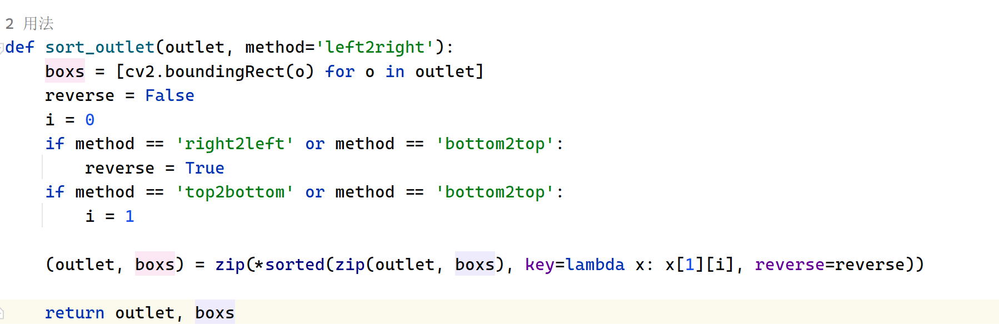 2 用法
def sort_outlet(outlet, method='left2right'):
    boxs = [cv2.boundingRect(o) for o in outlet]
    reverse = False
    i = 0
    if method == 'right2left' or method == 'bottom2top':
        reverse = True
    if method == 'top2bottom' or method == 'bottom2top':
        i = 1
    (outlet, boxs) = zip(*sorted(zip(outlet, boxs), key=lambda x: x[1][i], reverse=reverse))
    return outlet, boxs